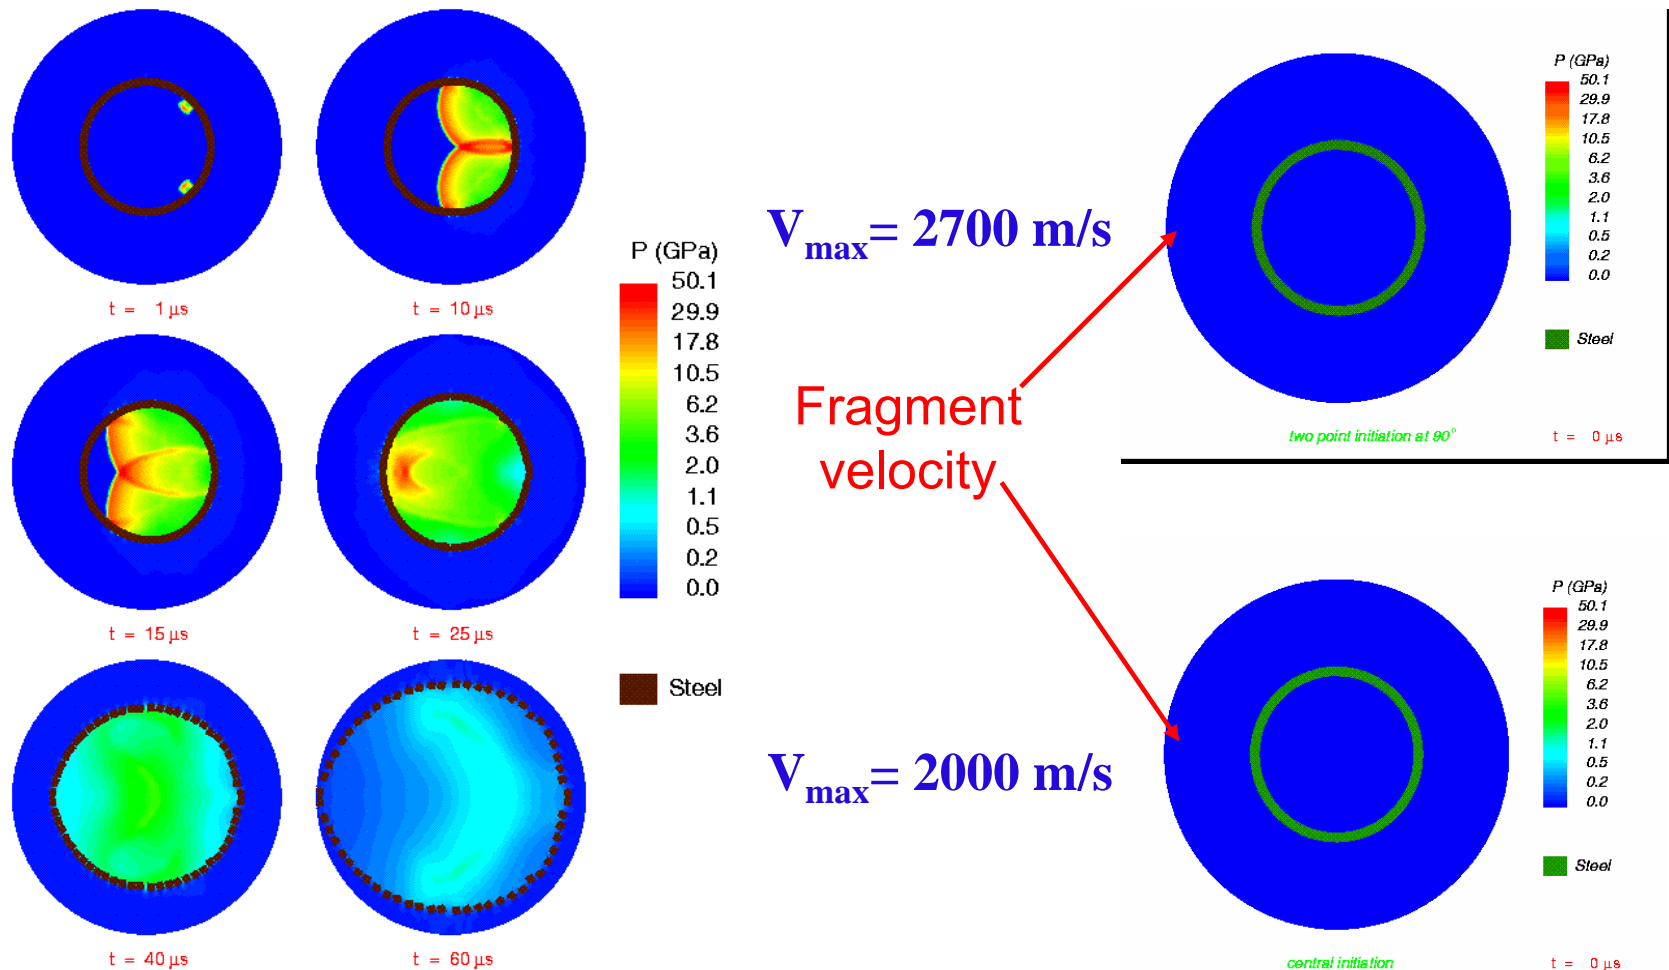 t = 1 µs
t = 10 µs
t = 15 µs
t = 25 µs
t = 40 µs
t = 60 µs
P (GPa)
50.1
29.9
17.8
10.5
6.2
3.6
2.0
1.1
0.5
0.2
0.0
Steel
Vmax= 2700 m/s
Fragment
velocity
Vmax= 2000 m/s
P (GPa)
50.1
29.9
17.8
10.5
6.2
3.6
2.0
1.1
0.5
0.2
0.0
Steel
two point initiation at 90°
t = 0 µs
P (GPa)
50.1
29.9
17.8
10.5
6.2
3.6
2.0
1.1
0.5
0.2
0.0
Steel
central initiation
t = 0 µs